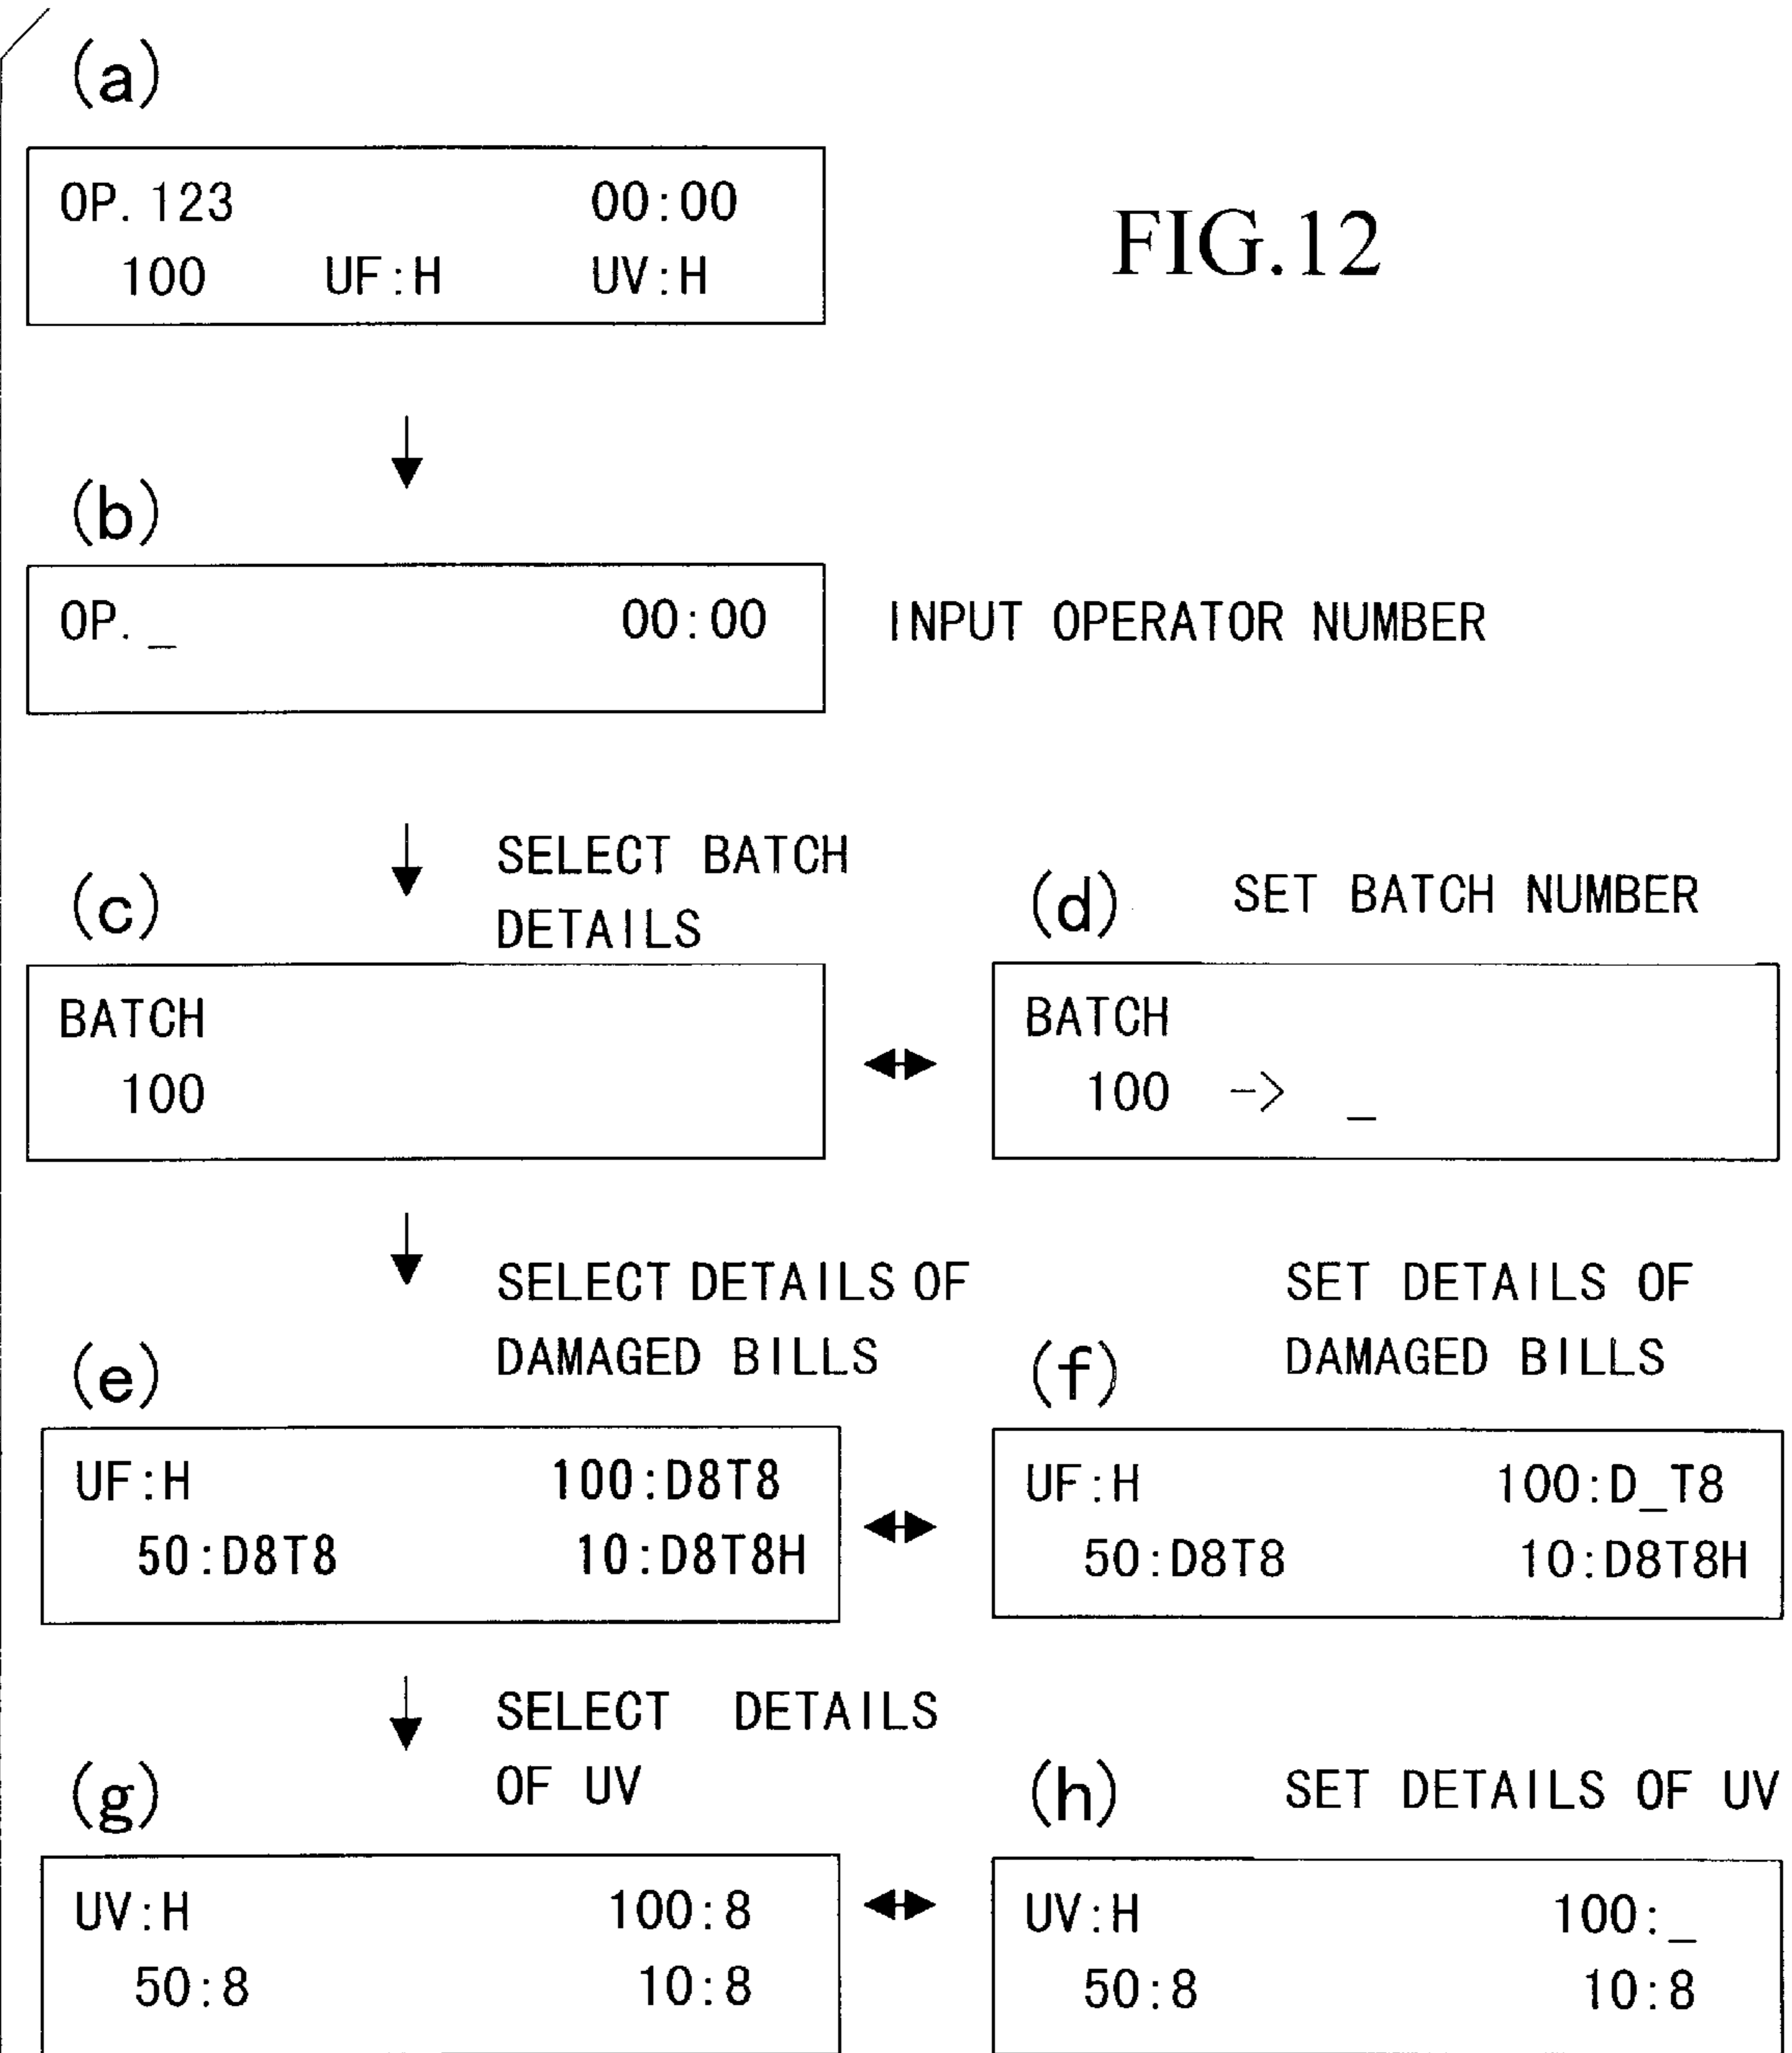 (a)
OP. 123 00:00
100 UF:H UV:H
FIG.12
(b)
OP. _ 00:00
INPUT OPERATOR NUMBER
(c)
SELECT BATCH
DETAILS
BATCH
100
(d)
SET BATCH NUMBER
BATCH
100 -> _
(e)
SELECT DETAILS OF
DAMAGED BILLS
UF:H 100:D8T8
50:D8T8 10:D8T8H
(f)
SET DETAILS OF
DAMAGED BILLS
UF:H 100:D_T8
50:D8T8 10:D8T8H
(g)
SELECT DETAILS
OF UV
UV:H 100:8
50:8 10:8
(h)
SET DETAILS OF UV
UV:H 100:_
50:8 10:8